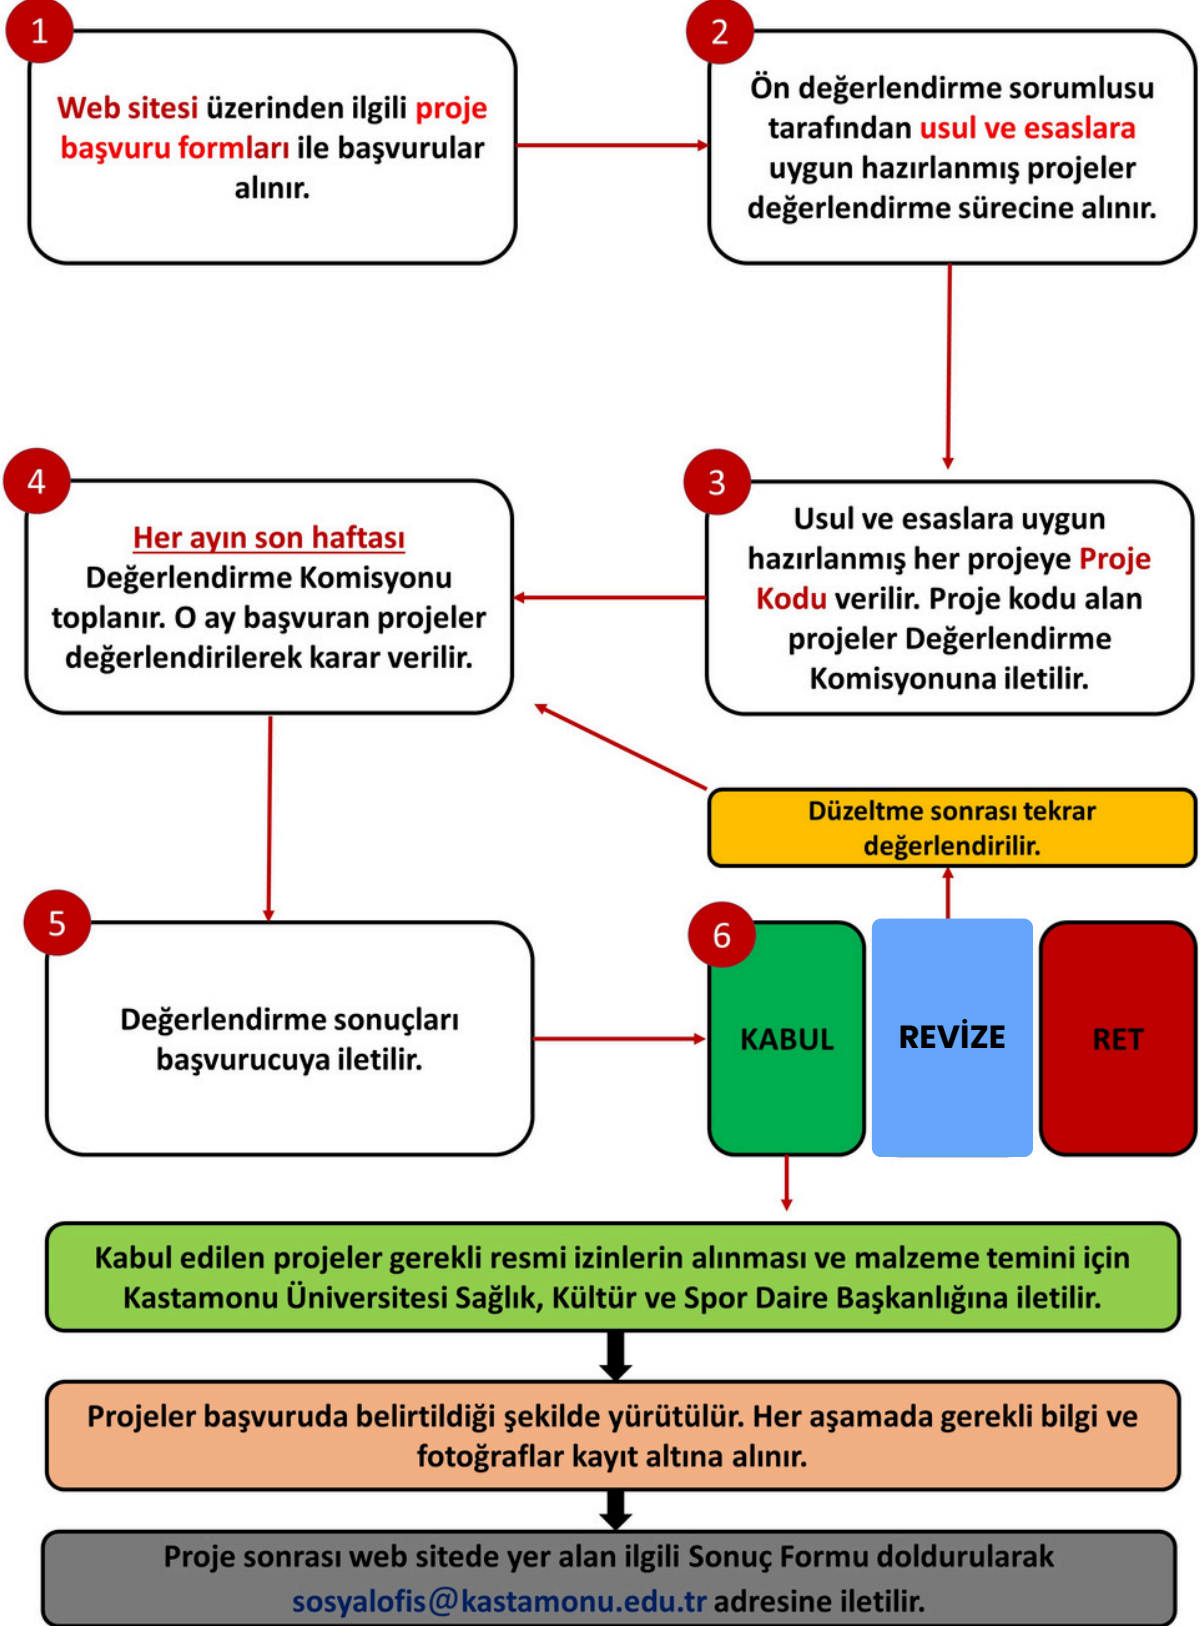 1
Web sitesi üzerinden ilgili proje
başvuru formları ile başvurular
alınır.
2
Ön değerlendirme sorumlusu
tarafından usul ve esaslara
uygun hazırlanmış projeler
değerlendirme sürecine alınır.
3
Usul ve esaslara uygun
hazırlanmış her projeye Proje
Kodu verilir. Proje kodu alan
projeler Değerlendirme
Komisyonuna iletilir.
4
Her ayın son haftası
Değerlendirme Komisyonu
toplanır. O ay başvuran projeler
değerlendirilerek karar verilir.
5
Değerlendirme sonuçları
başvurucuya iletilir.
6
KABUL
REVİZE
RET
Düzeltme sonrası tekrar
değerlendirilir.
Kabul edilen projeler gerekli resmi izinlerin alınması ve malzeme temini için
Kastamonu Üniversitesi Sağlık, Kültür ve Spor Daire Başkanlığına iletilir.
Projeler başvuruda belirtildiği şekilde yürütülür. Her aşamada gerekli bilgi ve
fotoğraflar kayıt altına alınır.
Proje sonrası web sitede yer alan ilgili Sonuç Formu doldurularak
sosyalofis@kastamonu.edu.tr adresine iletilir.